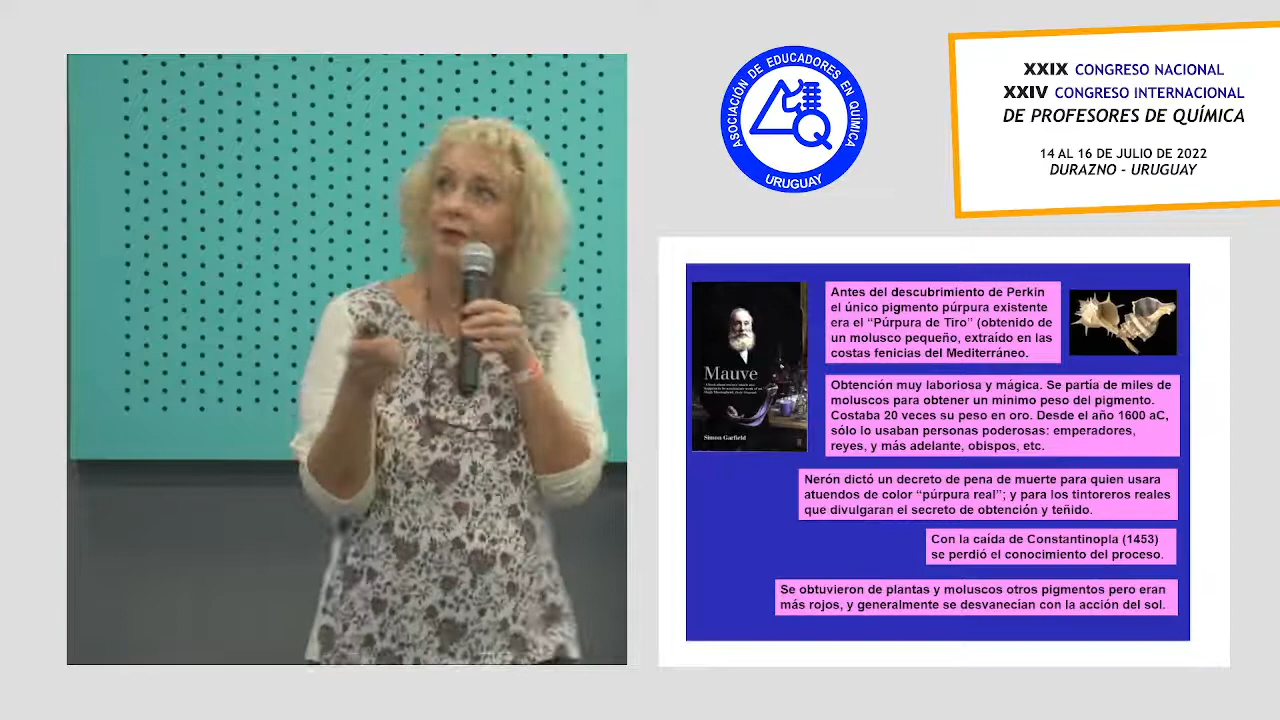 ASOCIACIÓN DE EDUCADORES EN QUÍMICA
URUGUAY
XXIX CONGRESO NACIONAL
XXIV CONGRESO INTERNACIONAL
DE PROFESORES DE QUÍMICA
14 AL 16 DE JULIO DE 2022
DURAZNO - URUGUAY
Mauve
Simon Garfield
Antes del descubrimiento de Perkin
el único pigmento púrpura existente
era el “Púrpura de Tiro” (obtenido de
un molusco pequeño, extraído en las
costas fenicias del Mediterráneo.
Obtención muy laboriosa y mágica. Se partía de miles de
moluscos para obtener un mínimo peso del pigmento.
Costaba 20 veces su peso en oro. Desde el año 1600 aC,
sólo lo usaban personas poderosas: emperadores,
reyes, y más adelante, obispos, etc.
Nerón dictó un decreto de pena de muerte para quien usara
atuendos de color “púrpura real”; y para los tintoreros reales
que divulgaran el secreto de obtención y teñido.
Con la caída de Constantinopla (1453)
se perdió el conocimiento del proceso.
Se obtuvieron de plantas y moluscos otros pigmentos pero eran
más rojos, y generalmente se desvanecían con la acción del sol.